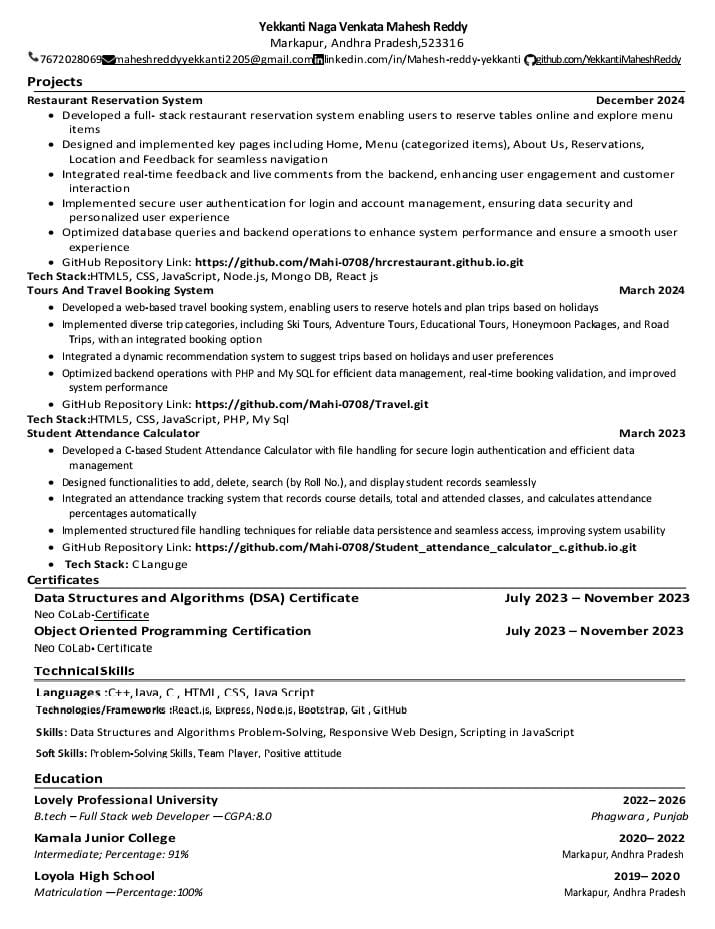 Yekkanti Naga Venkata Mahesh Reddy
Markapur, Andhra Pradesh,523316
7672028069 maheshreddyyekkanti2205@gmail.com linkedin.com/in/Mahesh-reddy-yekkanti github.com/YekkantiMaheshReddy
Projects
Restaurant Reservation System December 2024
• Developed a full- stack restaurant reservation system enabling users to reserve tables online and explore menu
items
• Designed and implemented key pages including Home, Menu (categorized items), About Us, Reservations,
Location and Feedback for seamless navigation
• Integrated real-time feedback and live comments from the backend, enhancing user engagement and customer
interaction
• Implemented secure user authentication for login and account management, ensuring data security and
personalized user experience
• Optimized database queries and backend operations to enhance system performance and ensure a smooth user
experience
• GitHub Repository Link: https://github.com/Mahi-0708/hrcrestaurant.github.io.git
Tech Stack:HTML5, CSS, JavaScript, Node.js, Mongo DB, React js
Tours And Travel Booking System March 2024
• Developed a web-based travel booking system, enabling users to reserve hotels and plan trips based on holidays
• Implemented diverse trip categories, including Ski Tours, Adventure Tours, Educational Tours, Honeymoon Packages, and Road
Trips, with an integrated booking option
• Integrated a dynamic recommendation system to suggest trips based on holidays and user preferences
• Optimized backend operations with PHP and My SQL for efficient data management, real-time booking validation, and improved
system performance
• GitHub Repository Link: https://github.com/Mahi-0708/Travel.git
Tech Stack:HTML5, CSS, JavaScript, PHP, My Sql
Student Attendance Calculator March 2023
• Developed a C-based Student Attendance Calculator with file handling for secure login authentication and efficient data
management
• Designed functionalities to add, delete, search (by Roll No.), and display student records seamlessly
• Integrated an attendance tracking system that records course details, total and attended classes, and calculates attendance
percentages automatically
• Implemented structured file handling techniques for reliable data persistence and seamless access, improving system usability
• GitHub Repository Link: https://github.com/Mahi-0708/Student_attendance_calculator_c.github.io.git
• Tech Stack: C Languge
Certificates
Data Structures and Algorithms (DSA) Certificate July 2023 – November 2023
Neo CoLab-Certificate
Object Oriented Programming Certification July 2023 – November 2023
Neo CoLab- Certificate
Technical Skills
Languages :C++,Java, C , HTML, CSS, Java Script
Technologies/Frameworks :React.js, Express, Node.js, Bootstrap, Git , GitHub
Skills: Data Structures and Algorithms Problem-Solving, Responsive Web Design, Scripting in JavaScript
Soft Skills: Problem-Solving Skills, Team Player, Positive attitude
Education
Lovely Professional University 2022– 2026
B.tech – Full Stack web Developer —CGPA:8.0 Phagwara , Punjab
Kamala Junior College 2020– 2022
Intermediate; Percentage: 91% Markapur, Andhra Pradesh
Loyola High School 2019– 2020
Matriculation —Percentage:100% Markapur, Andhra Pradesh